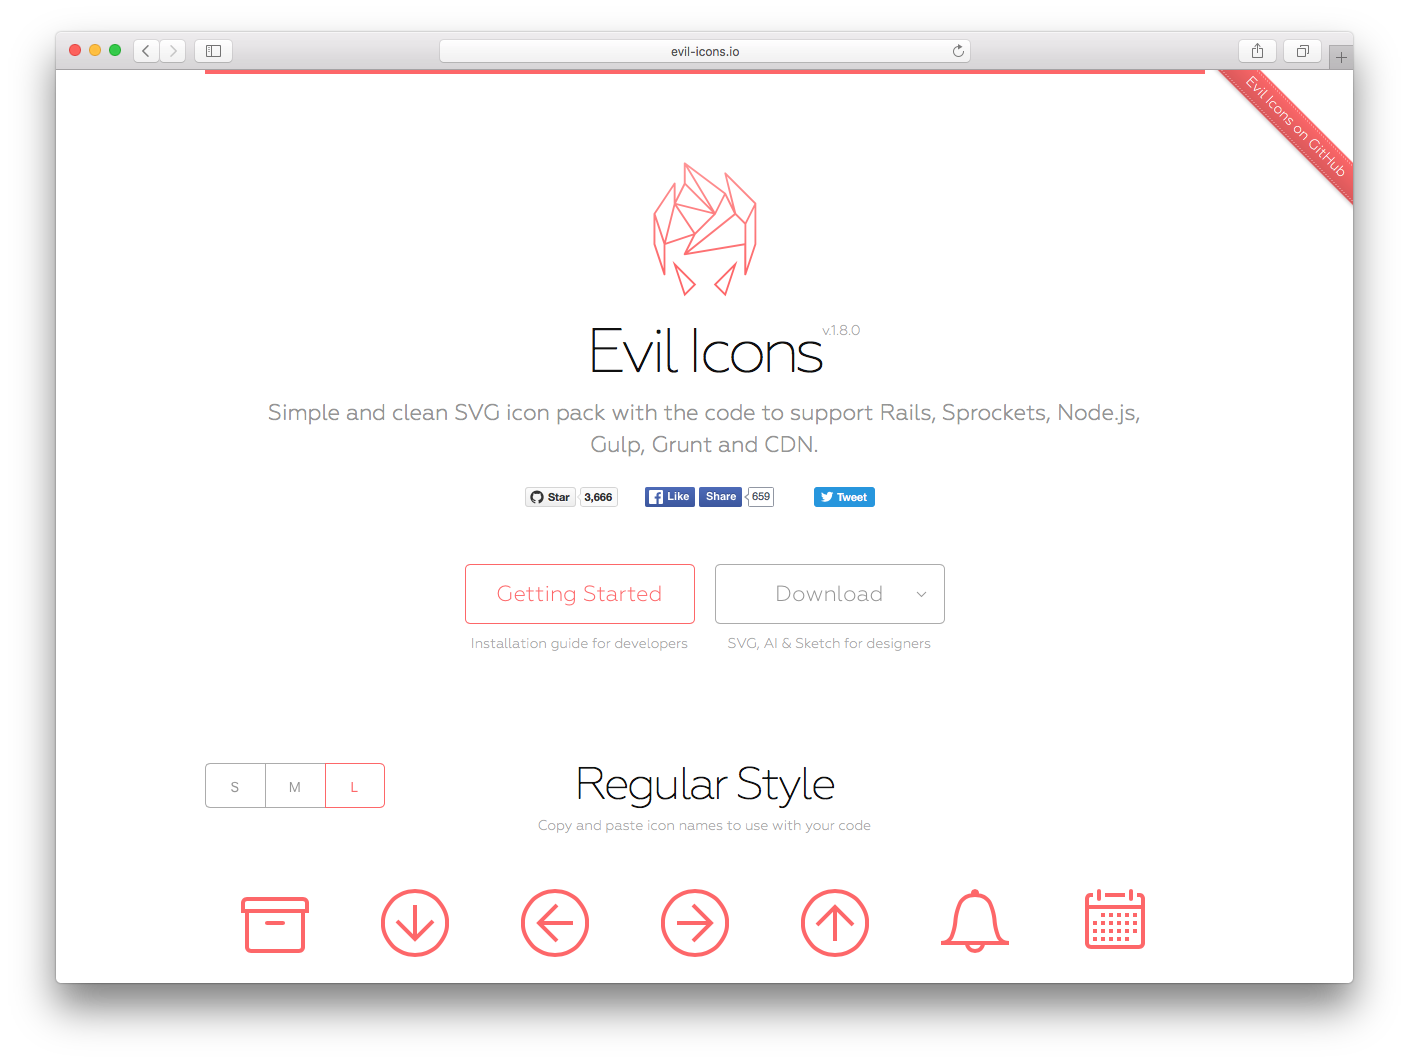 evil-icons.io
Evil Icons on GitHub
Evil Icons
v.1.8.0
Simple and clean SVG icon pack with the code to support Rails, Sprockets, Node.js,
Gulp, Grunt and CDN.
Star 3,666
Like Share 659
Tweet
Getting Started
Download
Installation guide for developers
SVG, AI & Sketch for designers
S M L
Regular Style
Copy and paste icon names to use with your code